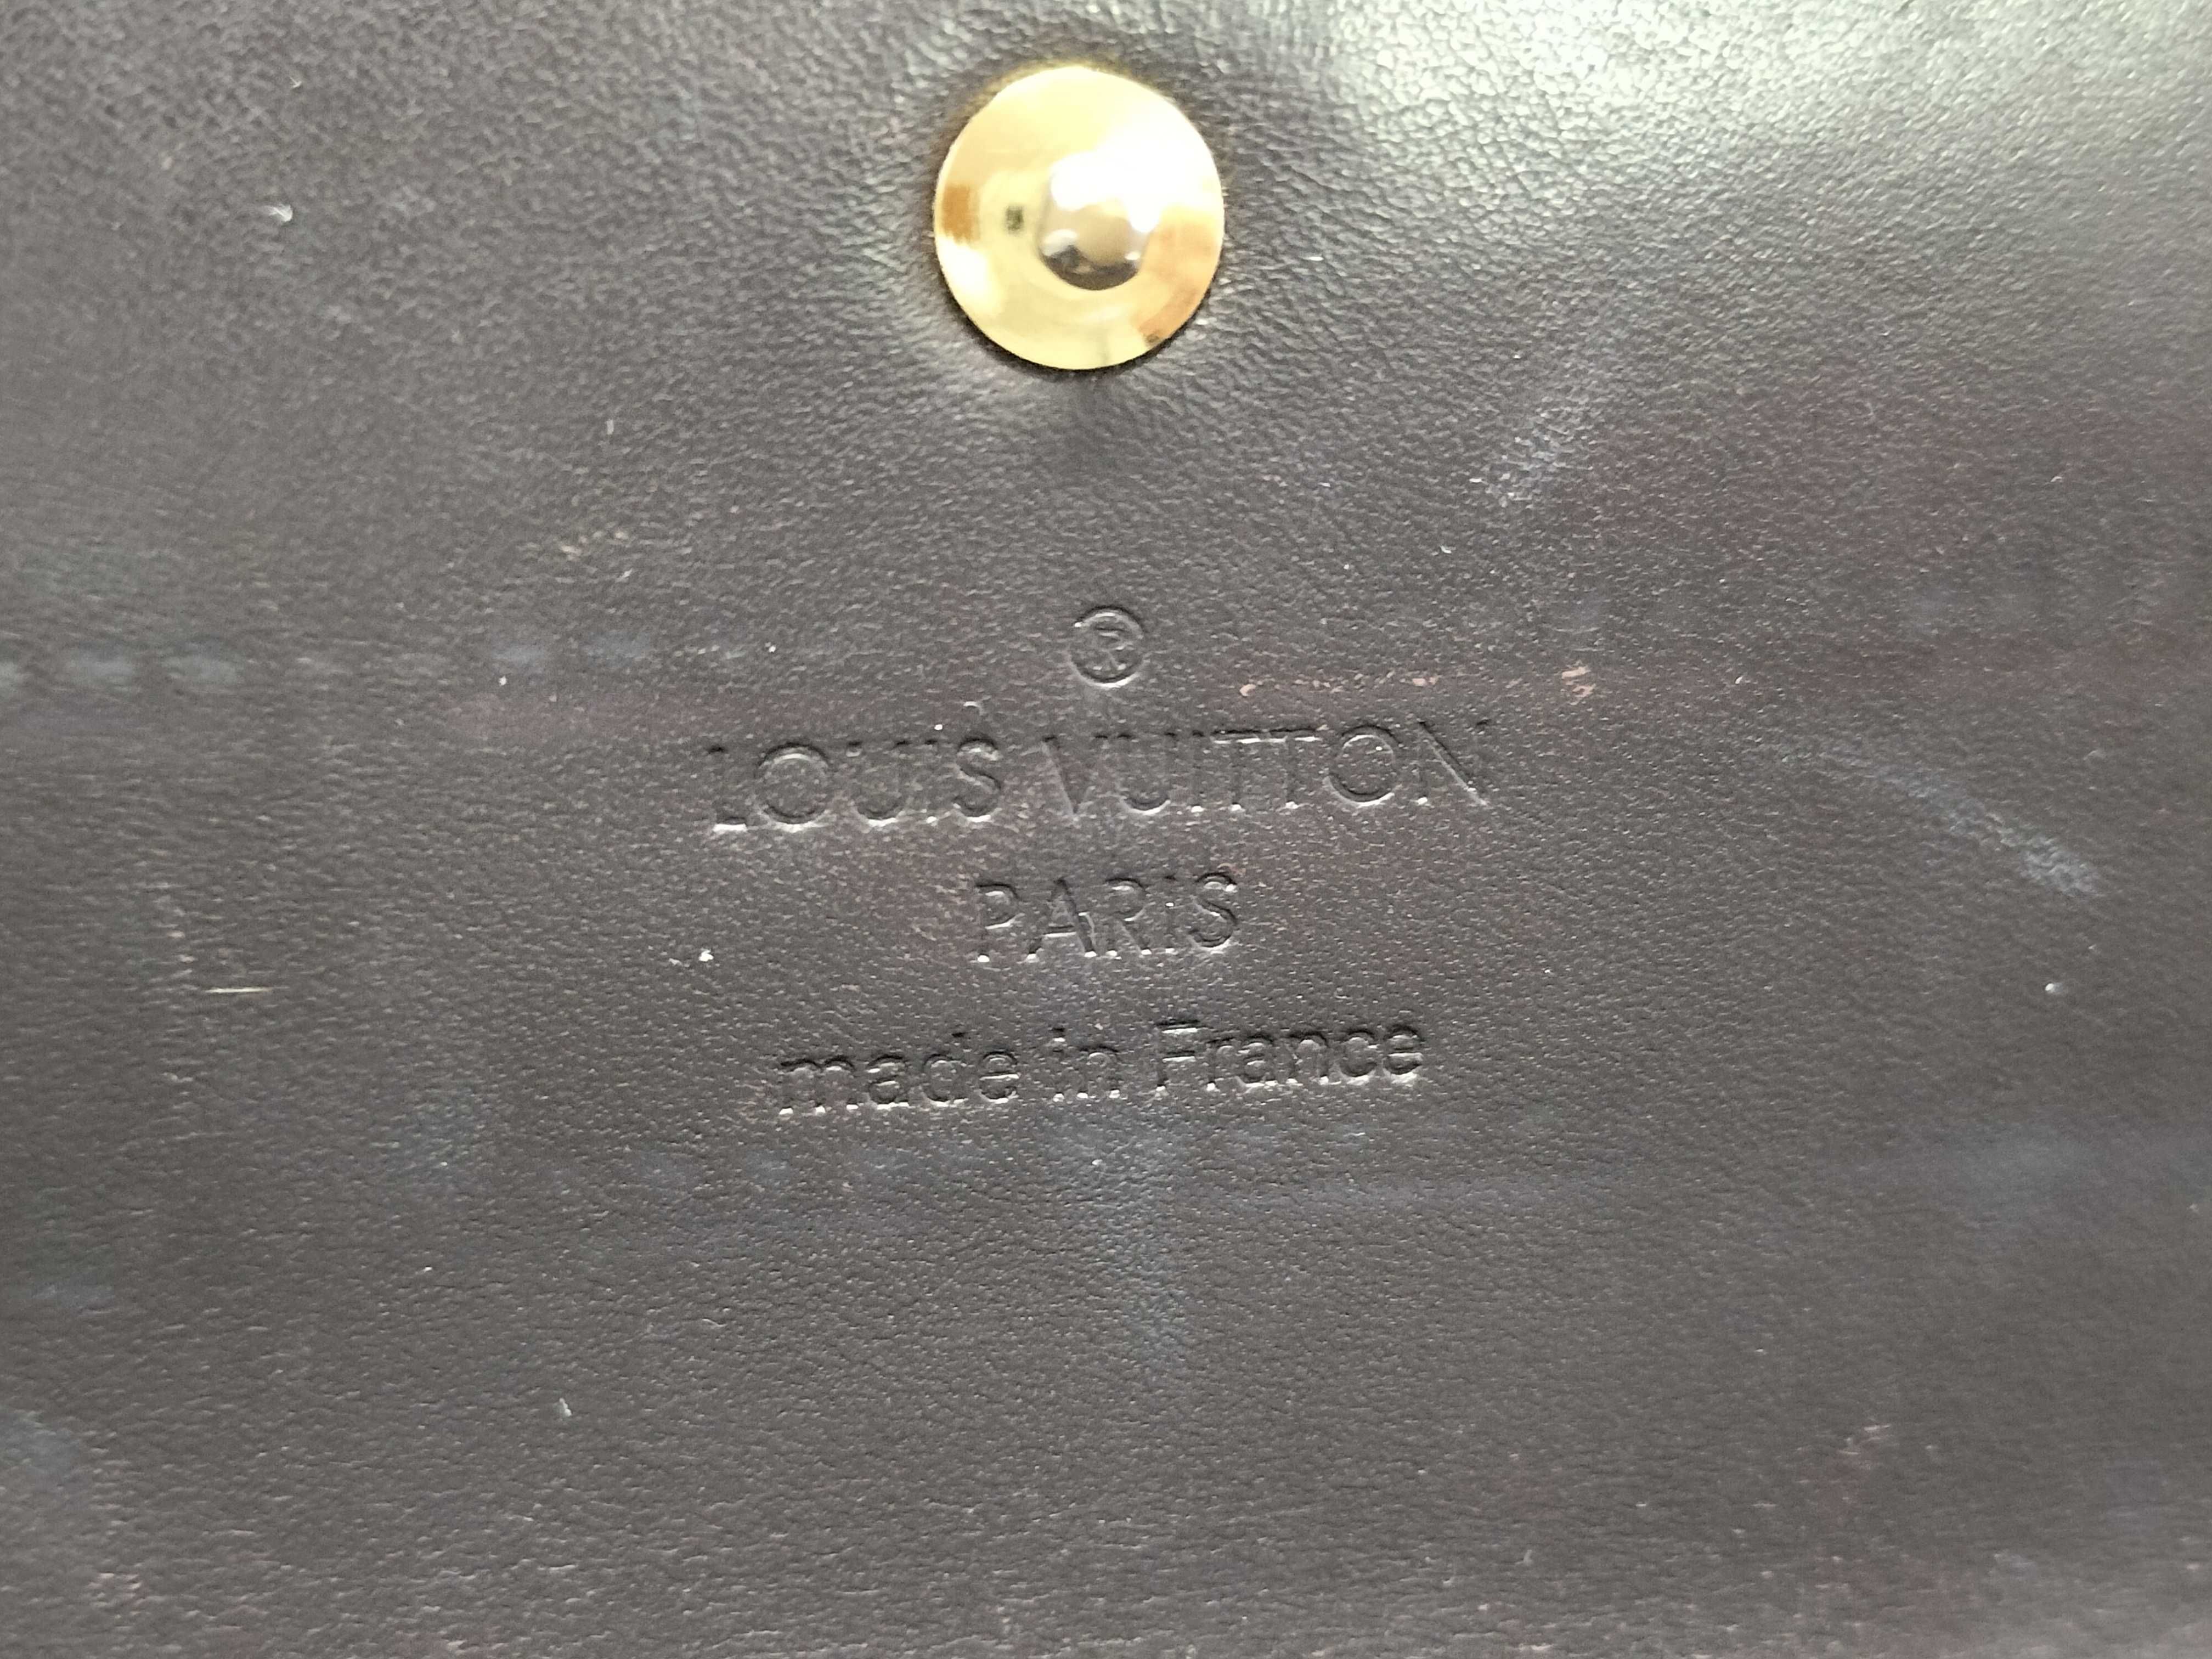 ®
LOUIS VUITTON
PARIS
made in France